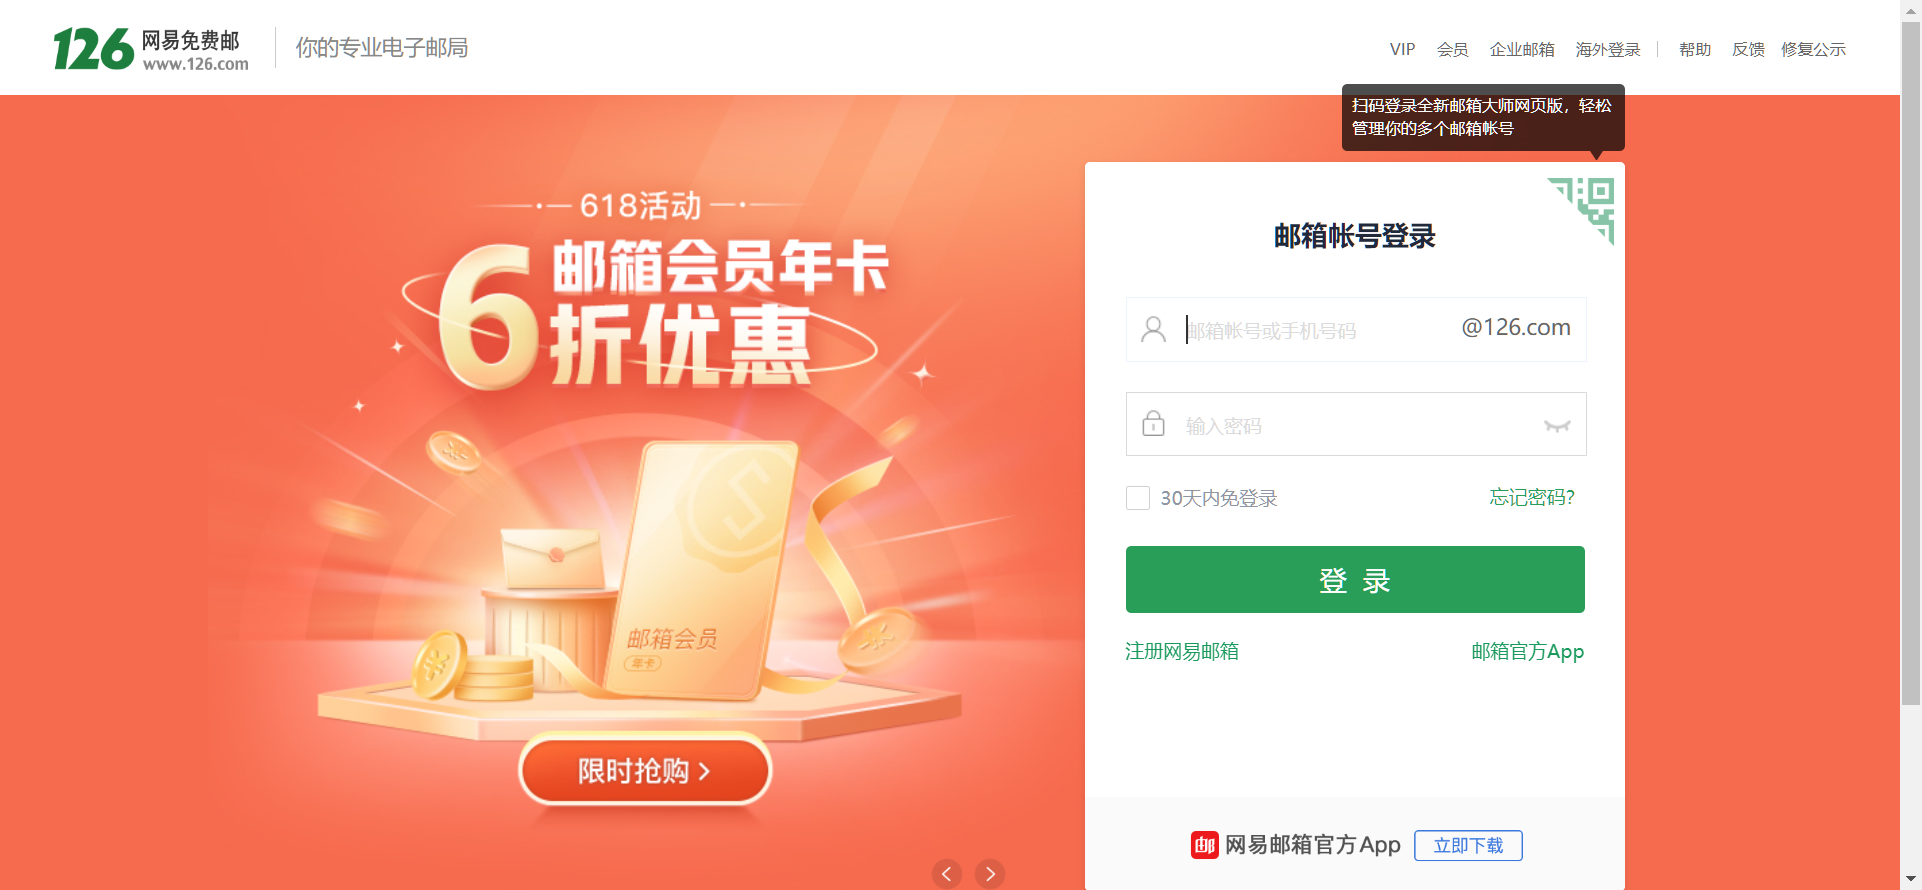 126 网易免费邮
www.126.com
你的专业电子邮局
VIP 会员 企业邮箱 海外登录 帮助 反馈 修复公示
扫码登录全新邮箱大师网页版，轻松
管理你的多个邮箱帐号
618活动
邮箱会员年卡
6折优惠
邮箱会员
年卡
限时抢购
邮箱帐号登录
邮箱帐号或手机号码 @126.com
输入密码
30天内免登录 忘记密码?
登 录
注册网易邮箱 邮箱官方App
邮 网易邮箱官方App 立即下载